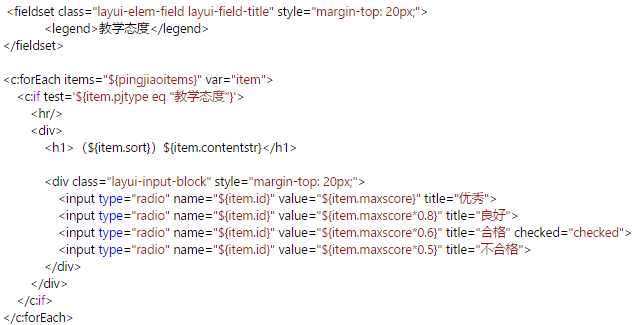 <fieldset class="layui-elem-field layui-field-title" style="margin-top: 20px;">
<legend>教学态度</legend>
</fieldset>
<c:forEach items="${pingjiaoitems}" var="item">
<c:if test='${item.pjtype eq "教学态度"}'>
<hr/>
<div>
<h1>（${item.sort}）${item.contentstr}</h1>
<div class="layui-input-block" style="margin-top: 20px;">
<input type="radio" name="${item.id}" value="${item.maxscore}" title="优秀">
<input type="radio" name="${item.id}" value="${item.maxscore*0.8}" title="良好">
<input type="radio" name="${item.id}" value="${item.maxscore*0.6}" title="合格" checked="checked">
<input type="radio" name="${item.id}" value="${item.maxscore*0.5}" title="不合格">
</div>
</div>
</c:if>
</c:forEach>